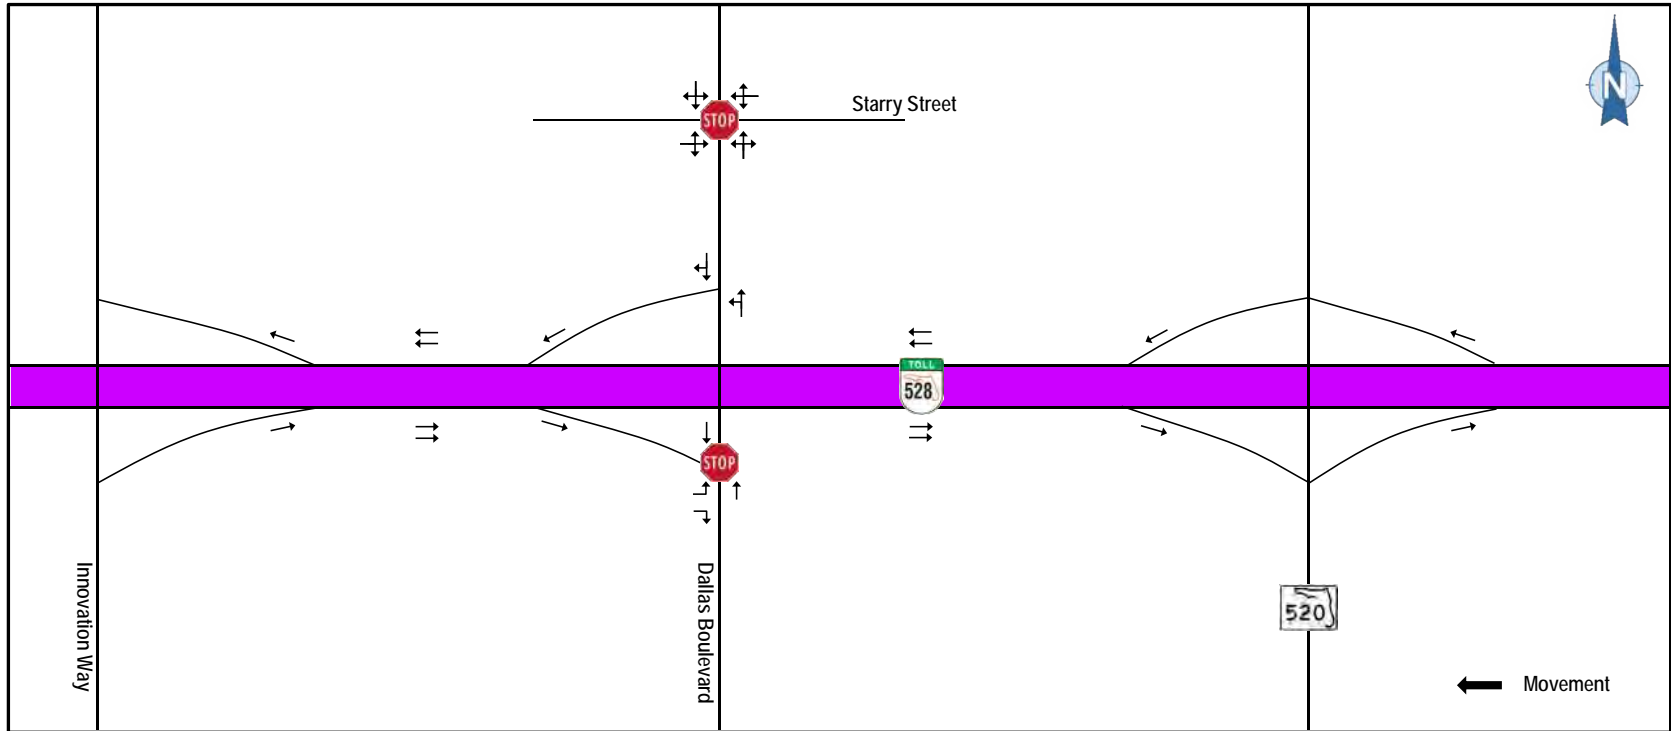 N
STOP
Starry Street
TOLL
528
STOP
Innovation Way
Dallas Boulevard
520
Movement